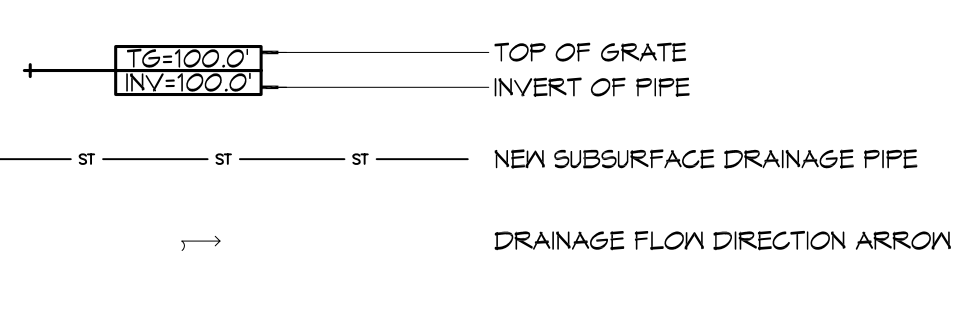 TG=100.0' TOP OF GRATE
INV=100.0' INVERT OF PIPE
ST ST ST NEW SUBSURFACE DRAINAGE PIPE
DRAINAGE FLOW DIRECTION ARROW